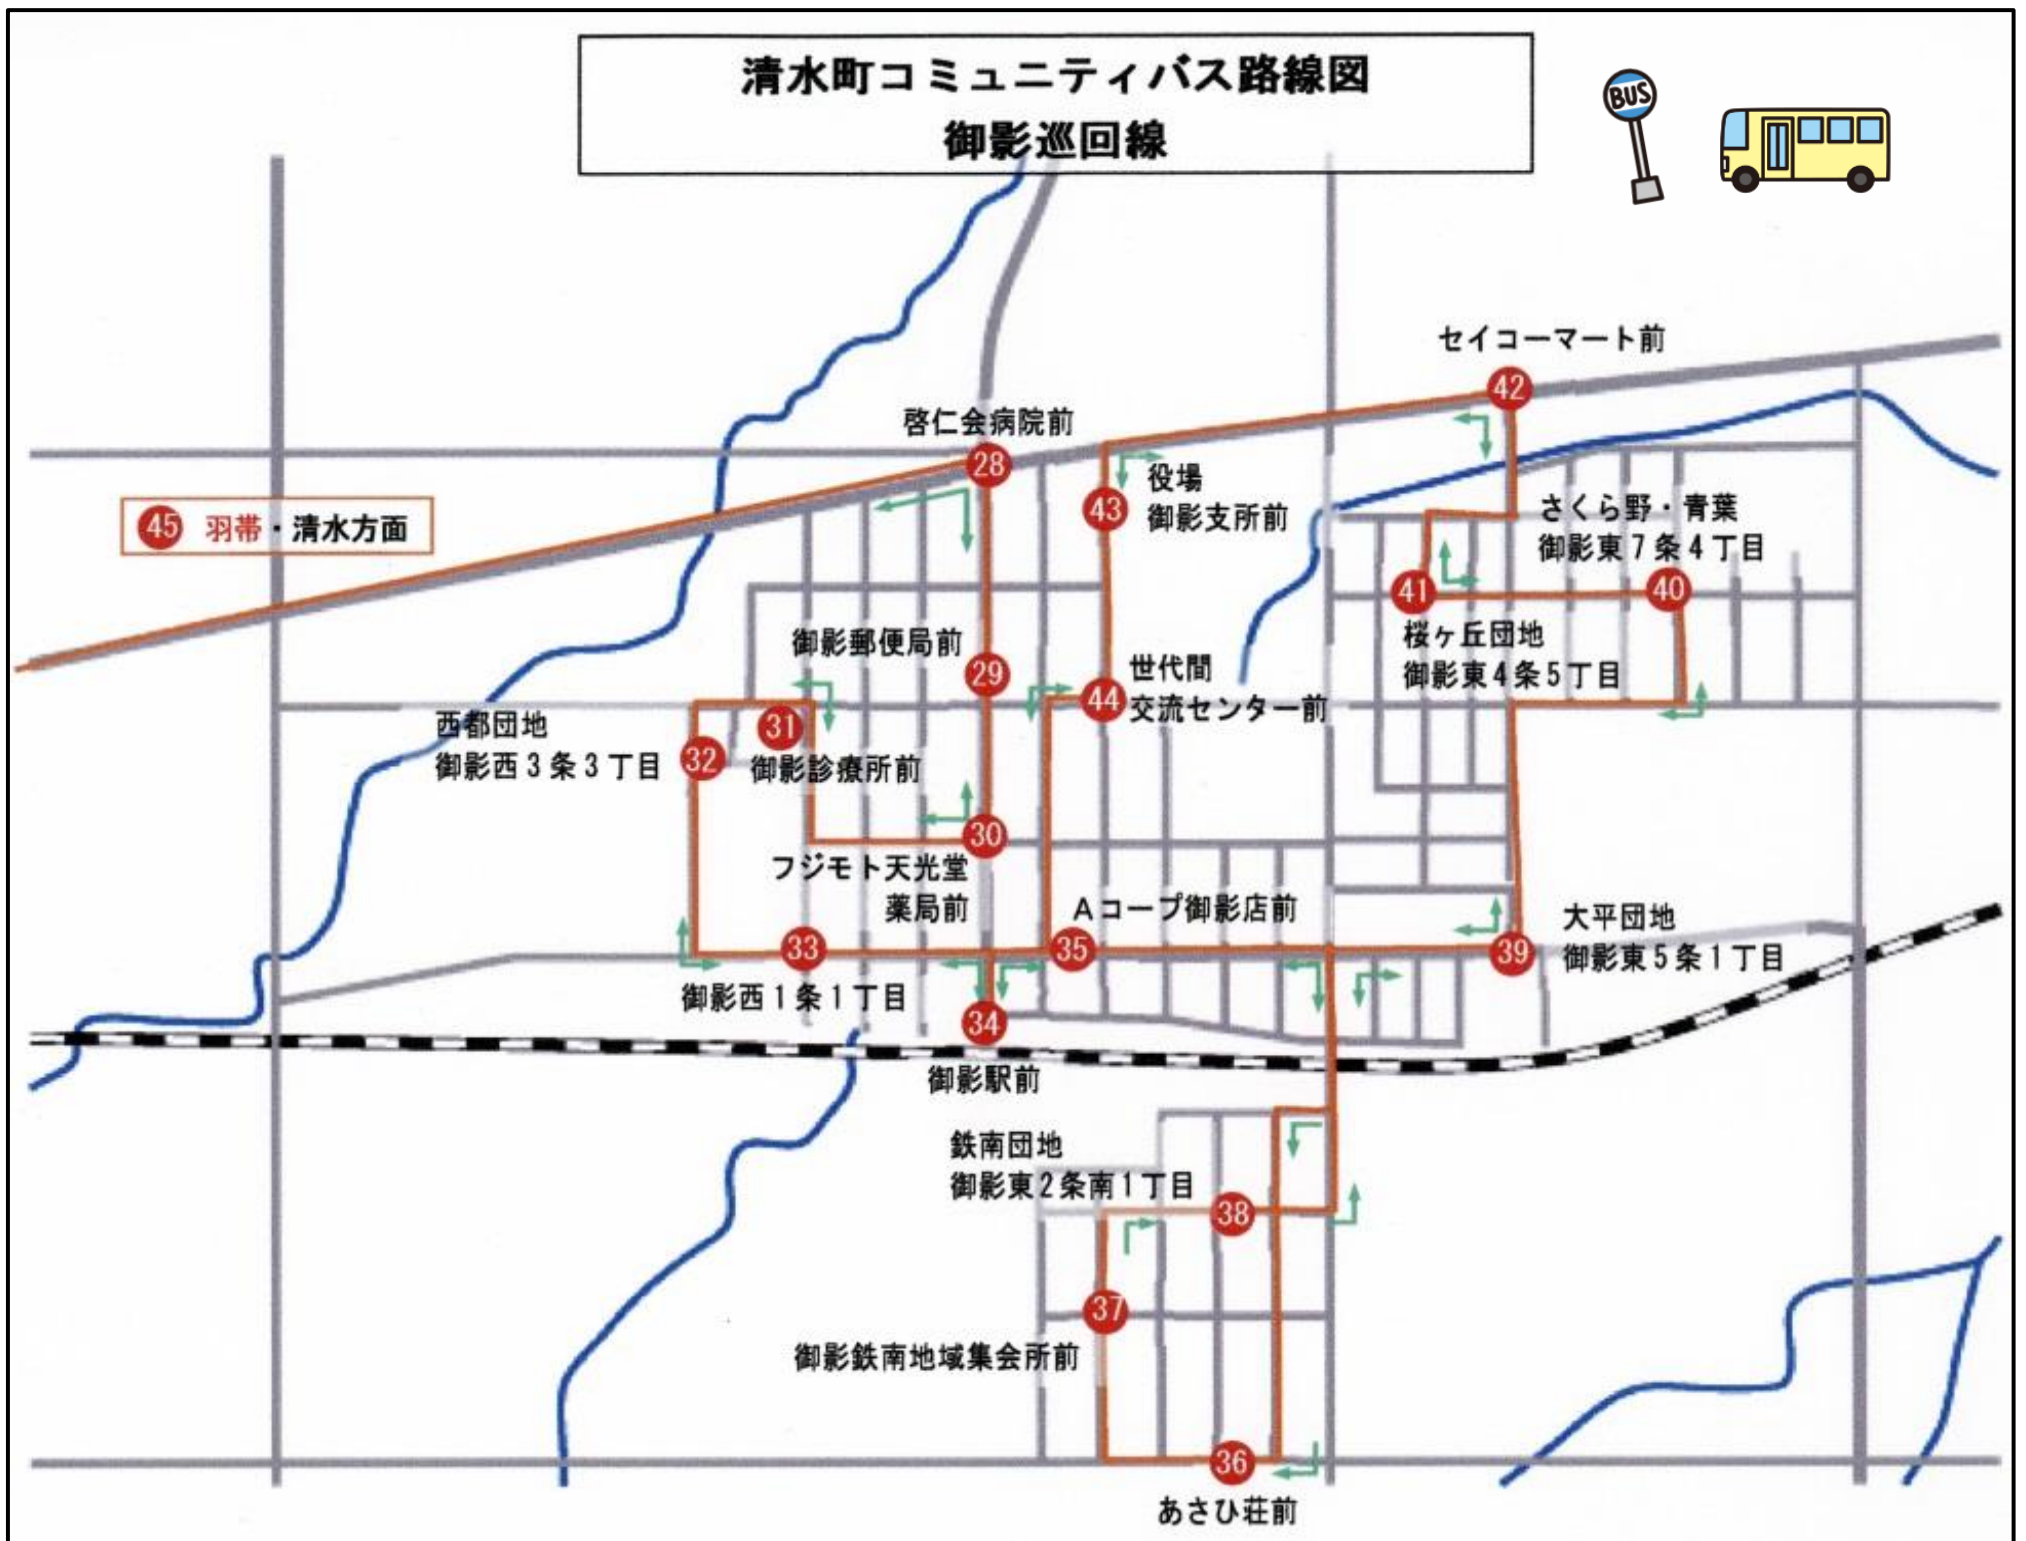 清水町コミュニティバス路線図
御影巡回線
BUS
セイコーマート前
42
啓仁会病院前
28
役場
御影支所前
43
45 羽帯・清水方面
さくら野・青葉
御影東7条4丁目
41
40
桜ヶ丘団地
御影東4条5丁目
御影郵便局前
29
世代間
交流センター前
44
西都団地
御影西3条3丁目
31
32
御影診療所前
30
フジモト天光堂
薬局前
Aコープ御影店前
33
35
39
大平団地
御影東5条1丁目
御影西1条1丁目
34
御影駅前
鉄南団地
御影東2条南1丁目
38
37
御影鉄南地域集会所前
36
あさひ荘前